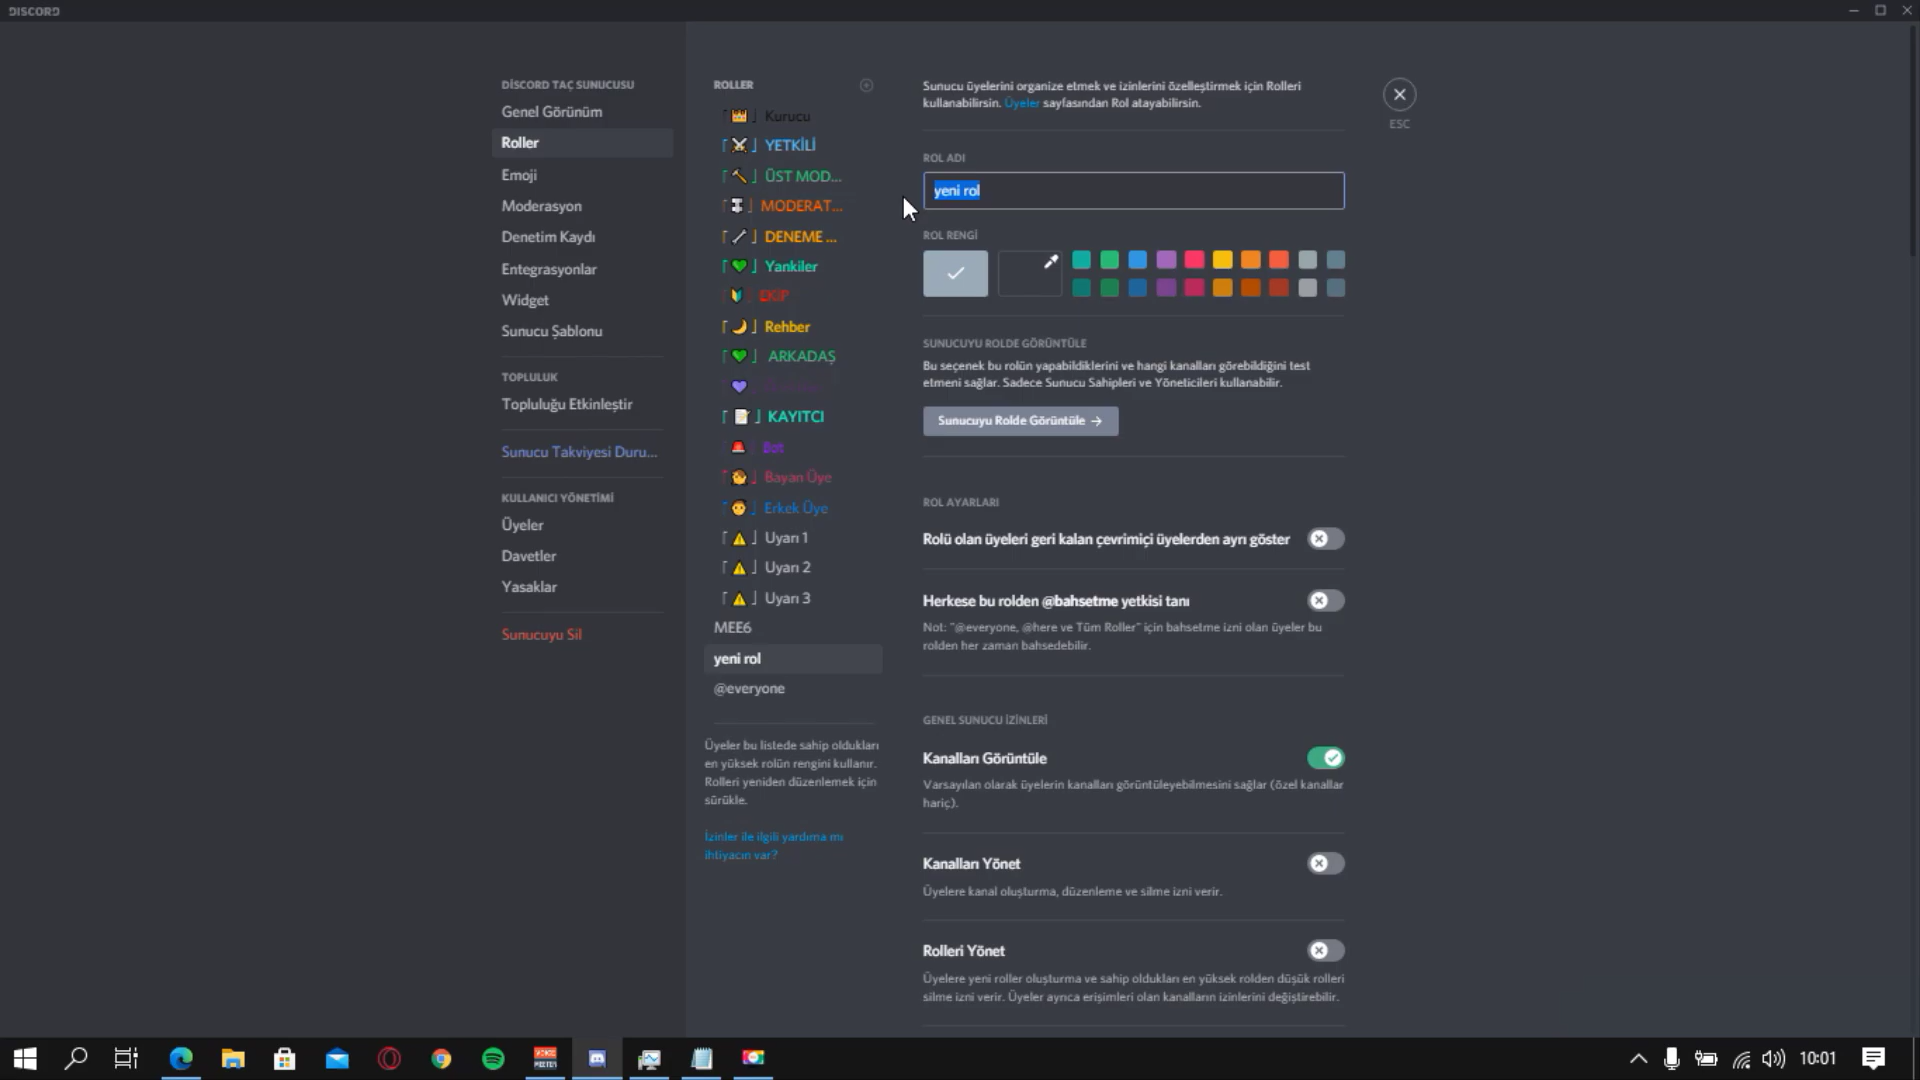 DISCORD
DİSCORD TAÇ SUNUCUSU
Genel Görünüm
Roller
Emoji
Moderasyon
Denetim Kaydı
Entegrasyonlar
Widget
Sunucu Şablonu
TOPLULUK
Topluluğu Etkinleştir
Sunucu Takviyesi Duru...
KULLANICI YÖNETİMİ
Üyeler
Davetler
Yasaklar
Sunucuyu Sil
ROLLER
Kurucu
YETKİLİ
ÜST MOD...
MODERAT...
DENEME ...
Yankiler
EKİP
Rehber
ARKADAŞ
KAYITCI
Bot
Bayan Üye
Erkek Üye
Uyarı 1
Uyarı 2
Uyarı 3
MEE6
yeni rol
@everyone
Üyeler bu listede sahip oldukları
en yüksek rolün rengini kullanır.
Rolleri yeniden düzenlemek için
sürükle.
İzinler ile ilgili yardıma mı
ihtiyacın var?
Sunucu üyelerini organize etmek ve izinlerini özelleştirmek için Rolleri
kullanabilirsin. Üyeler sayfasından Rol atayabilirsin.
ROL ADI
yeni rol
ROL RENGİ
SUNUCUYU ROLDE GÖRÜNTÜLE
Bu seçenek bu rolün yapabildiklerini ve hangi kanalları görebildiğini test
etmeni sağlar. Sadece Sunucu Sahipleri ve Yöneticileri kullanabilir.
Sunucuyu Rolde Görüntüle →
ROL AYARLARI
Rolü olan üyeleri geri kalan çevrimiçi üyelerden ayrı göster
Herkese bu rolden @bahsetme yetkisi tanı
Not: "@everyone, @here ve Tüm Roller" için bahsetme izni olan üyeler bu
rolden her zaman bahsedebilir.
GENEL SUNUCU İZİNLERİ
Kanalları Görüntüle
Varsayılan olarak üyelerin kanalları görüntüleyebilmesini sağlar (özel kanallar
hariç).
Kanalları Yönet
Üyelere kanal oluşturma, düzenleme ve silme izni verir.
Rolleri Yönet
Üyelere yeni roller oluşturma ve sahip oldukları en yüksek rolden düşük rolleri
silme izni verir. Üyeler ayrıca erişimleri olan kanalların izinlerini değiştirebilir.
ESC
10:01